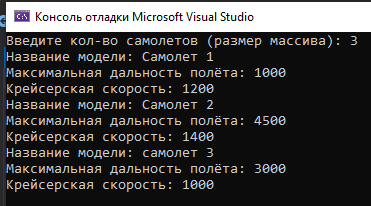 Консоль отладки Microsoft Visual Studio
Введите кол-во самолетов (размер массива): 3
Название модели: Самолет 1
Максимальная дальность полёта: 1000
Крейсерская скорость: 1200
Название модели: Самолет 2
Максимальная дальность полёта: 4500
Крейсерская скорость: 1400
Название модели: самолет 3
Максимальная дальность полёта: 3000
Крейсерская скорость: 1000